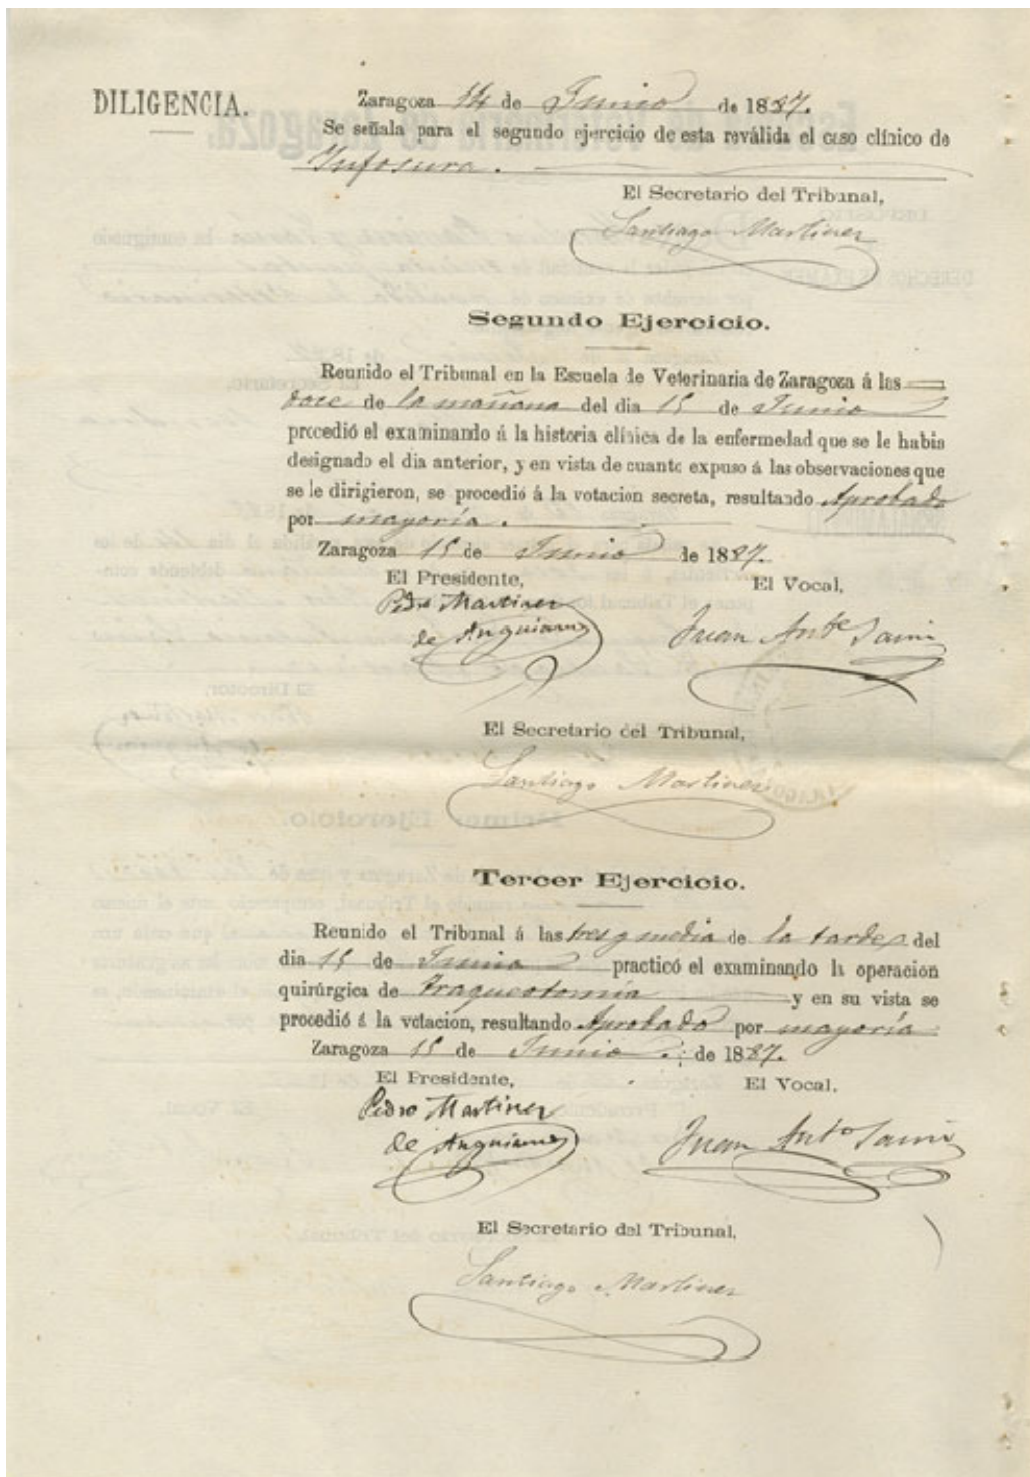 DILIGENCIA.
Zaragoza 14 de Junio de 1887.
Se señala para el segundo ejercicio de esta reválida el caso clínico de
Infosura.
El Secretario del Tribunal,
Santiago Martinez
Segundo Ejercicio.
Reunido el Tribunal en la Escuela de Veterinaria de Zaragoza á las
doce de la mañana del dia 15 de Junio
procedió el examinando á la historia clínica de la enfermedad que se le habia
designado el dia anterior, y en vista de cuanto expuso á las observaciones que
se le dirigieron, se procedió á la votacion secreta, resultando Aprobado
por mayoría.
Zaragoza 15 de Junio de 1887.
El Presidente,
El Vocal,
Pedro Martinez
de Anguiano
Juan Ante Sainz
El Secretario del Tribunal,
Santiago Martinez
Tercer Ejercicio.
Reunido el Tribunal á las tres y media de la tarde del
dia 15 de Junio practicó el examinando la operacion
quirúrgica de Traqueotomía y en su vista se
procedió á la votacion, resultando Aprobado por mayoría
Zaragoza 15 de Junio de 1887.
El Presidente,
El Vocal,
Pedro Martinez
de Anguiano
Juan Anto Sainz
El Secretario del Tribunal,
Santiago Martinez